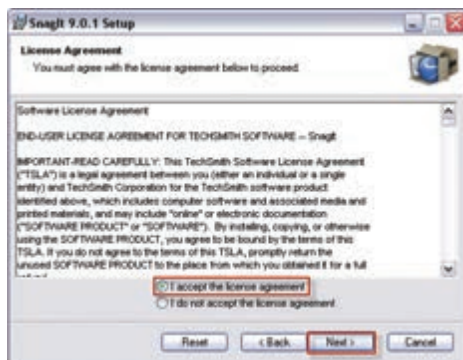 SnagIt 9.0.1 Setup
License Agreement
You must agree with the license agreement below to proceed.
Software License Agreement
END-USER LICENSE AGREEMENT FOR TECHSMITH SOFTWARE -- SnagIt
IMPORTANT-READ CAREFULLY: This TechSmith Software License Agreement
("TSLA") is a legal agreement between you (either an individual or a single
entity) and TechSmith Corporation for the TechSmith software product
identified above, which includes computer software and associated media and
printed materials, and may include "online" or electronic documentation
("SOFTWARE PRODUCT" or "SOFTWARE"). By installing, copying, or otherwise
using the SOFTWARE PRODUCT, you agree to be bound by the terms of this
TSLA. If you do not agree to the terms of this TSLA, promptly return the
unused SOFTWARE PRODUCT to the place from which you obtained it for a full
I accept the license agreement
I do not accept the license agreement
Reset
< Back
Next >
Cancel